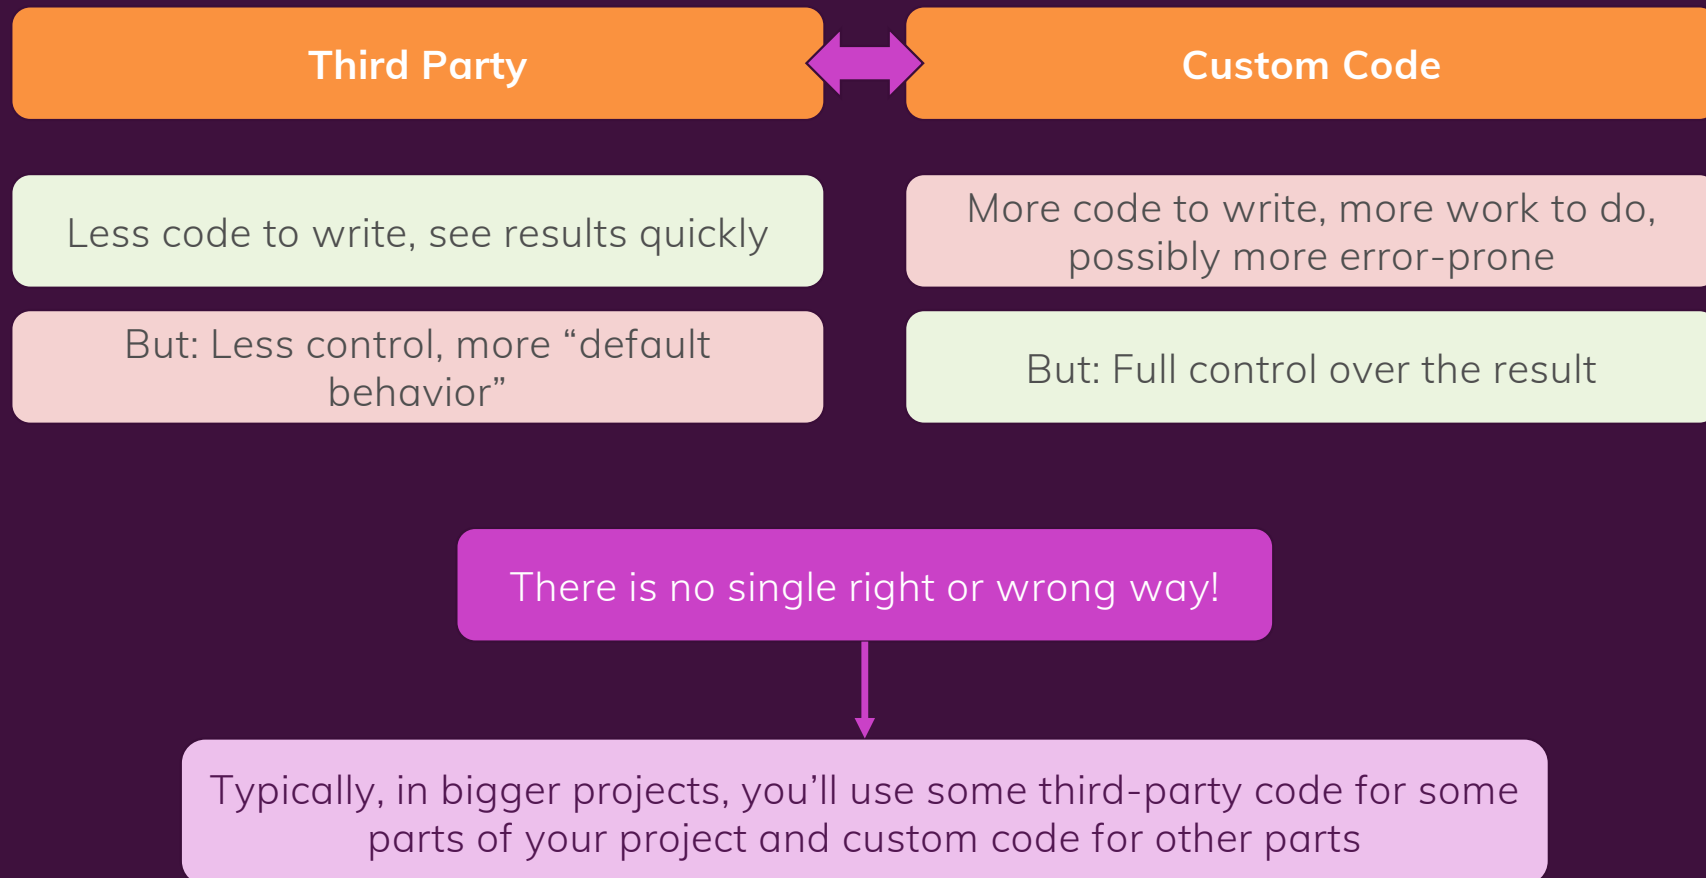 Third Party
Custom Code
Less code to write, see results quickly
More code to write, more work to do,
possibly more error-prone
But: Less control, more “default
behavior”
But: Full control over the result
There is no single right or wrong way!
Typically, in bigger projects, you’ll use some third-party code for some
parts of your project and custom code for other parts